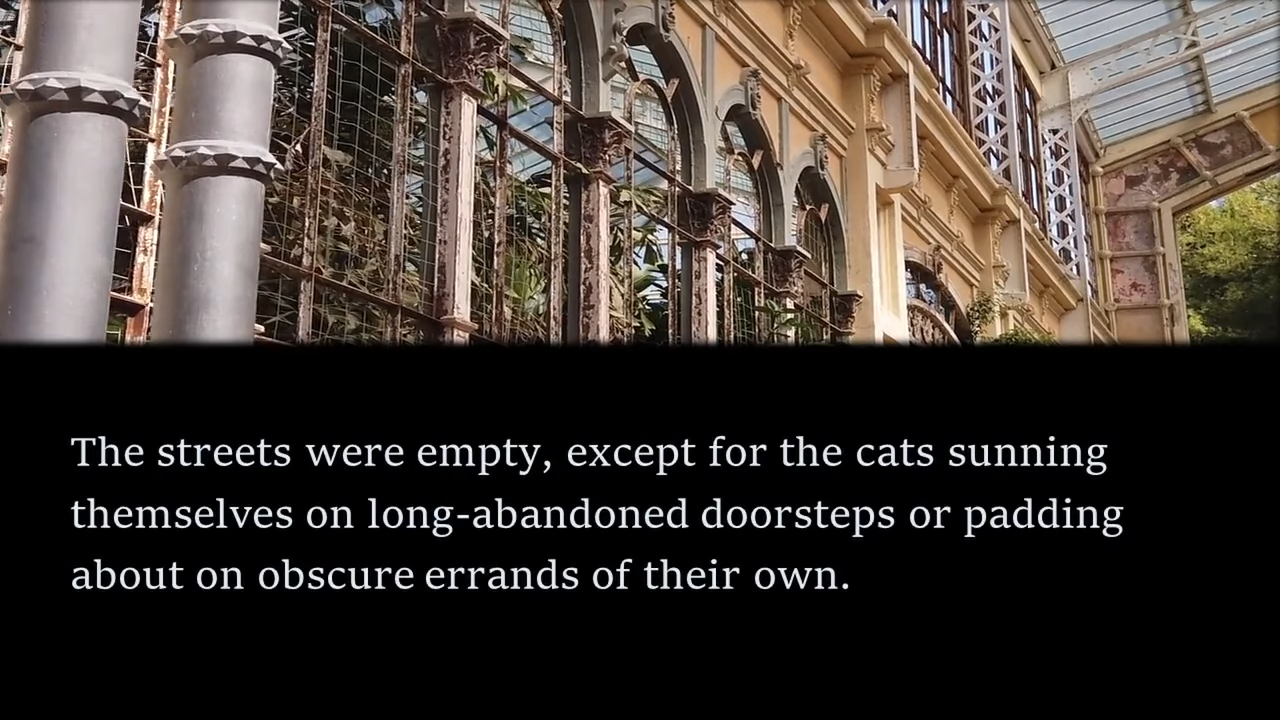 The streets were empty, except for the cats sunning
themselves on long-abandoned doorsteps or padding
about on obscure errands of their own.